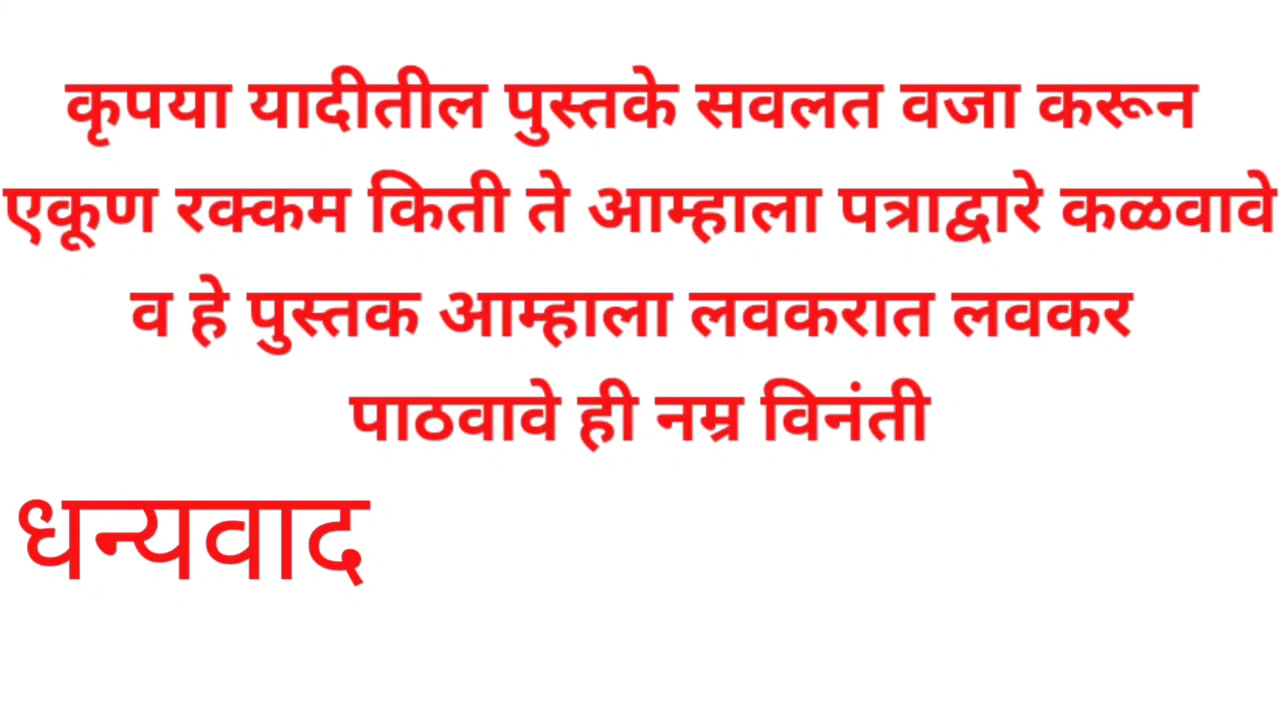 कृपया यादीतील पुस्तके सवलत वजा करून
एकूण रक्कम किती ते आम्हाला पत्राद्वारे कळवावे
व हे पुस्तक आम्हाला लवकरात लवकर
पाठवावे ही नम्र विनंती
धन्यवाद